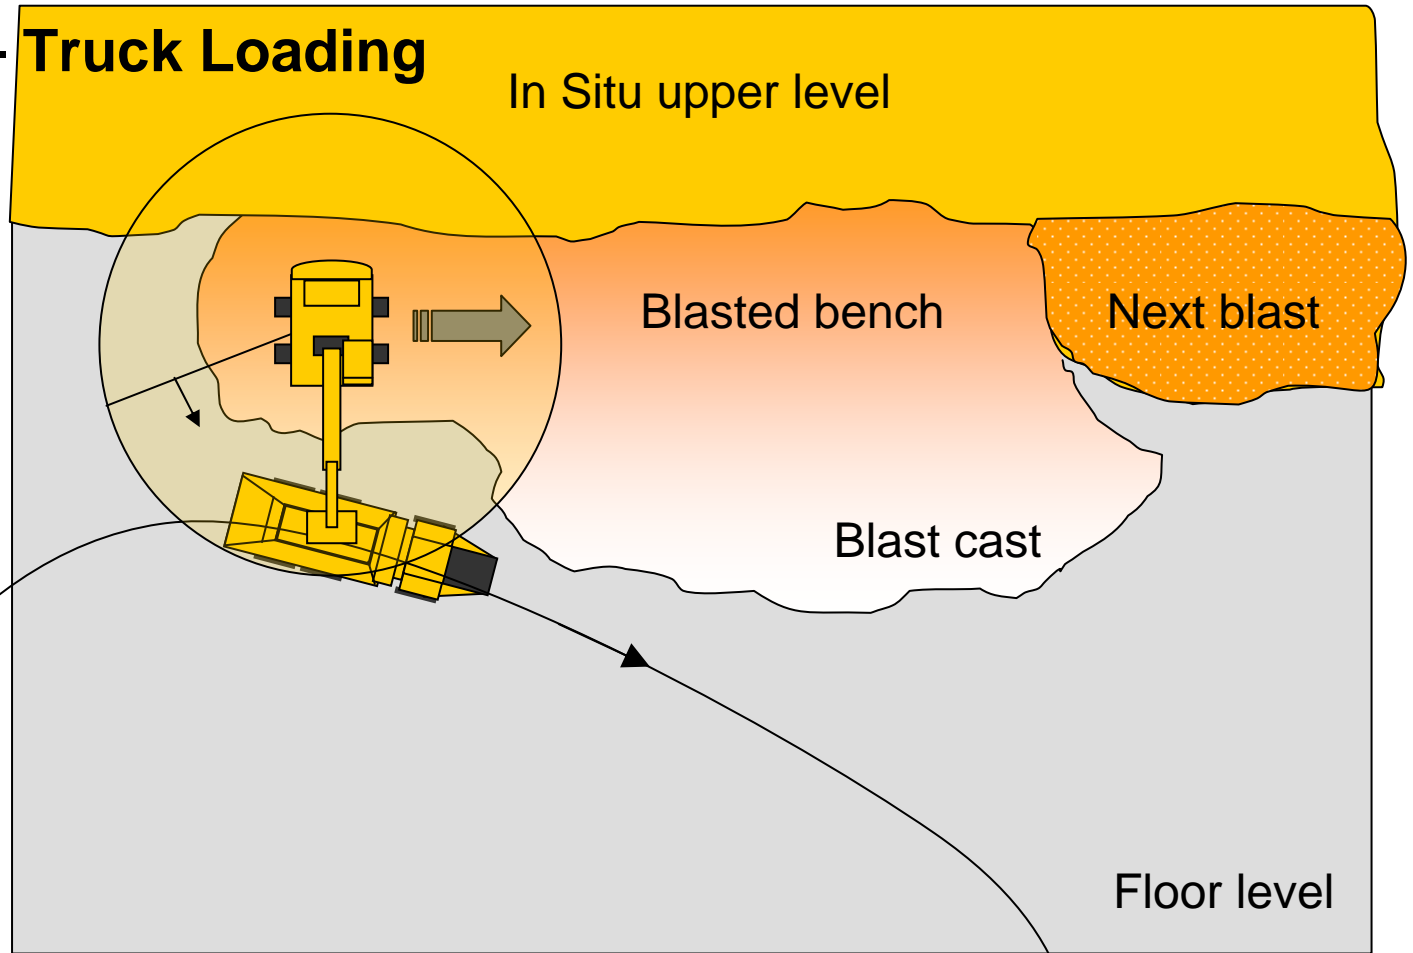 - Truck Loading
In Situ upper level
Blasted bench
Next blast
Blast cast
Floor level